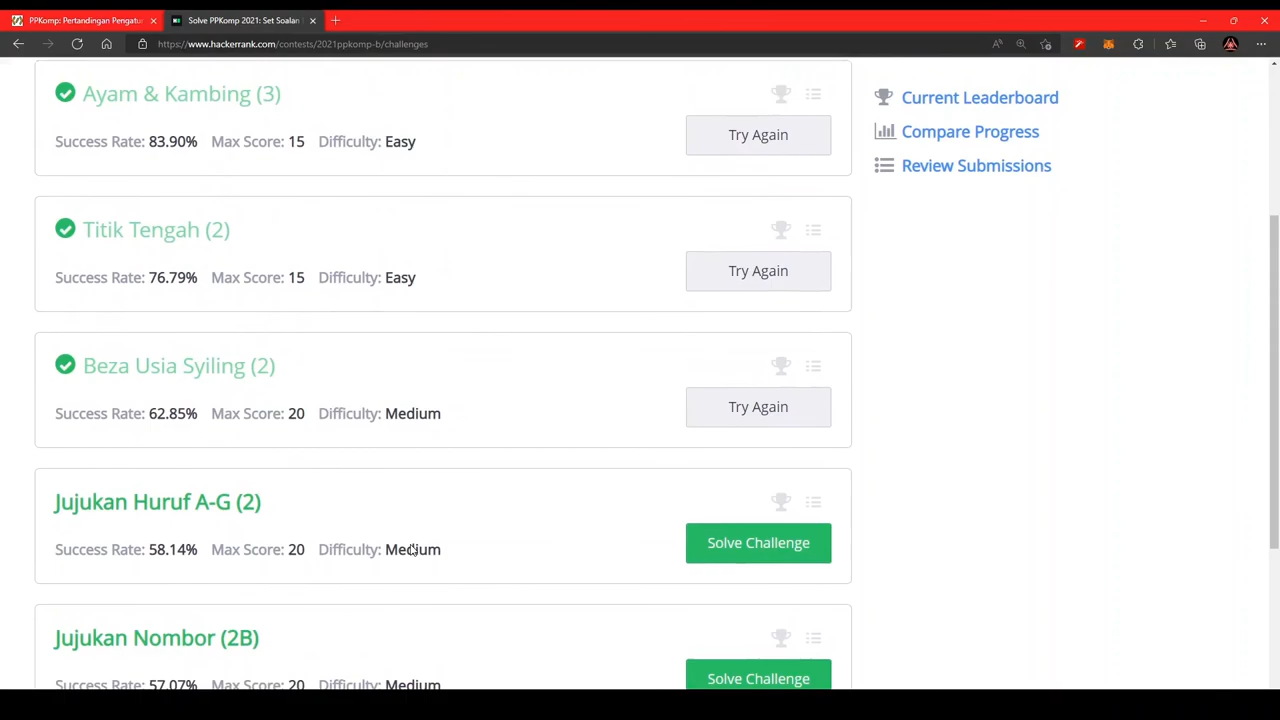 PPKomp: Pertandingan Pengatu
Solve PPKomp 2021: Set Soalan
https://www.hackerrank.com/contests/2021ppkomp-b/challenges
Ayam & Kambing (3)
Success Rate: 83.90% Max Score: 15 Difficulty: Easy
Try Again
Titik Tengah (2)
Success Rate: 76.79% Max Score: 15 Difficulty: Easy
Try Again
Beza Usia Syiling (2)
Success Rate: 62.85% Max Score: 20 Difficulty: Medium
Try Again
Jujukan Huruf A-G (2)
Success Rate: 58.14% Max Score: 20 Difficulty: Medium
Solve Challenge
Jujukan Nombor (2B)
Success Rate: 57.07% Max Score: 20 Difficulty: Medium
Solve Challenge
Current Leaderboard
Compare Progress
Review Submissions